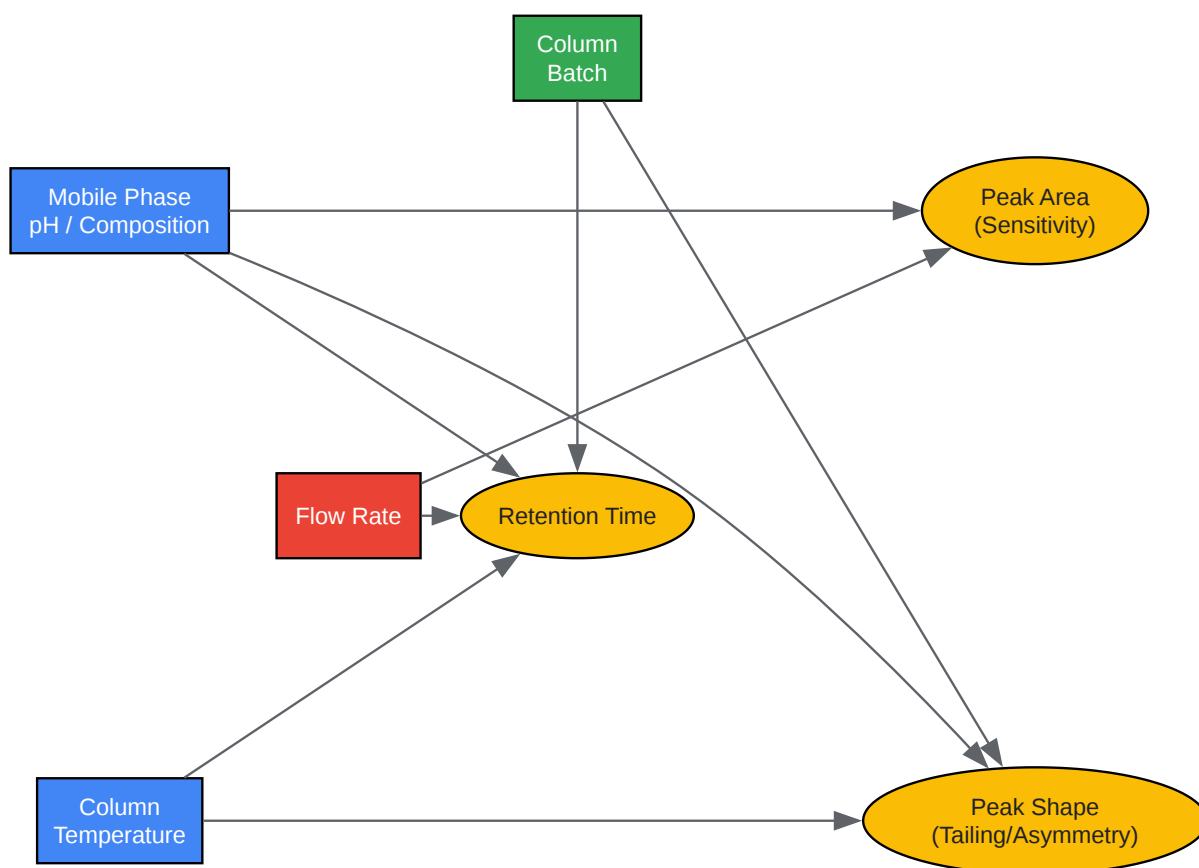 Column
Batch
Mobile Phase
pH / Composition
Peak Area
(Sensitivity)
Flow Rate
Retention Time
Column
Temperature
Peak Shape
(Tailing/Asymmetry)